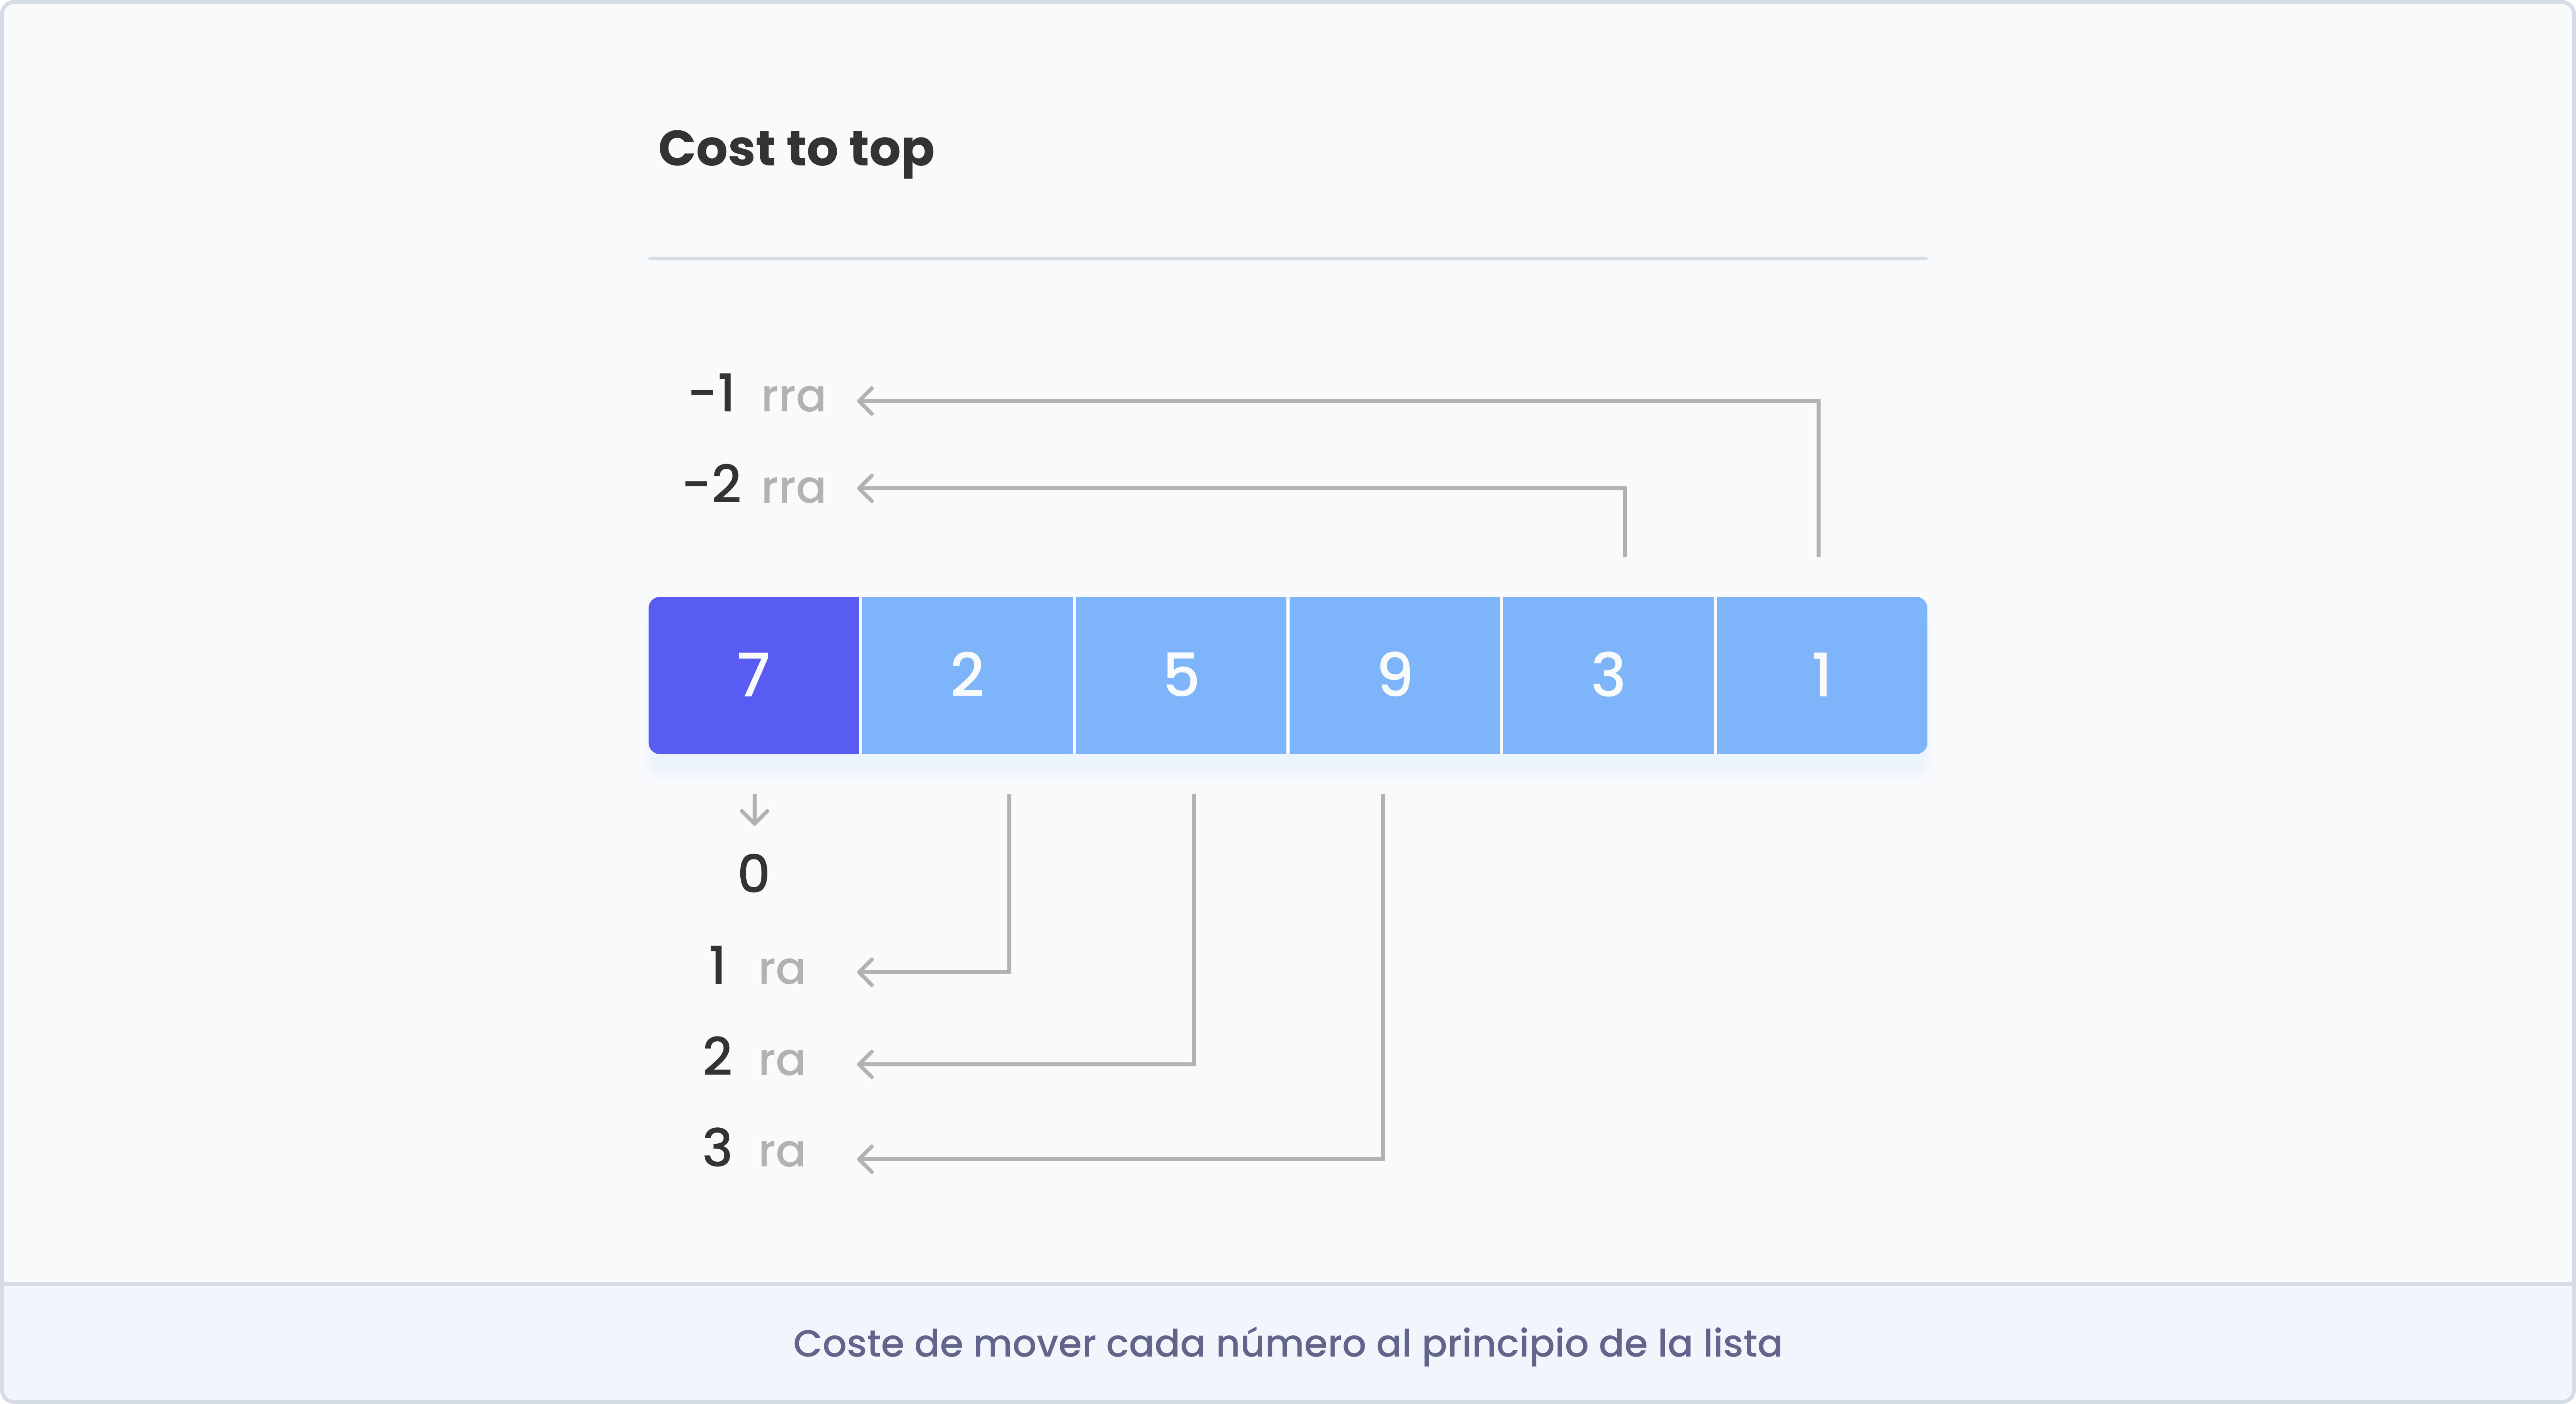 Cost to top
-1 rra
-2 rra
7 2 5 9 3 1
0
1 ra
2 ra
3 ra
Coste de mover cada número al principio de la lista